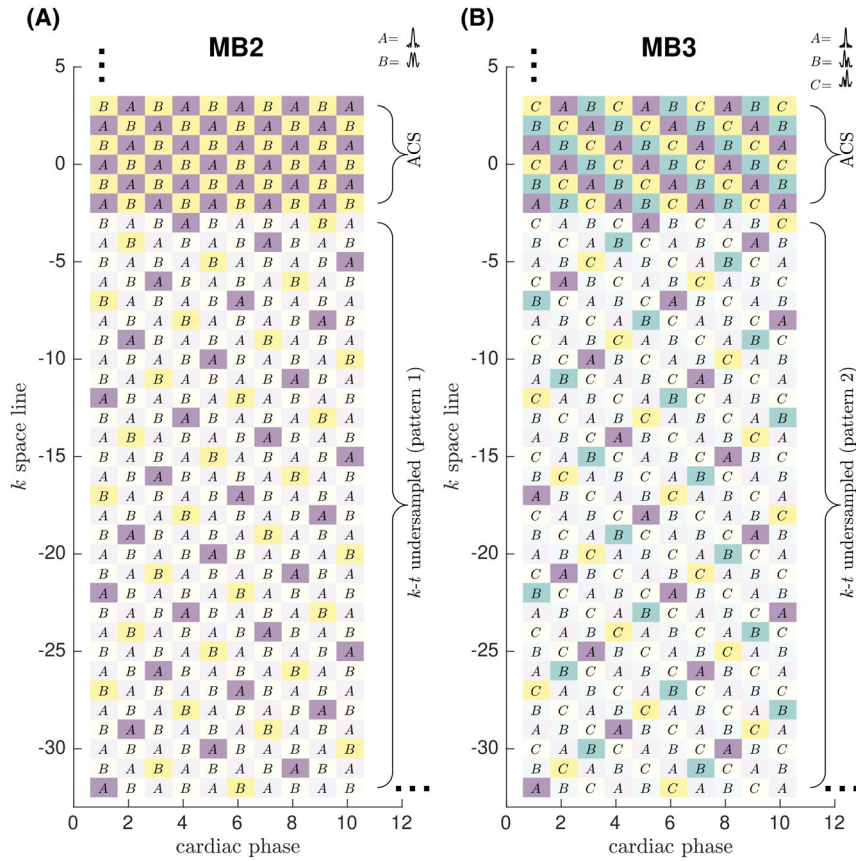 (A)
MB2
A=
B=
5
B A B A B A B A B A
A B A B A B A B A B
B A B A B A B A B A
0 A B A B A B A B A B
B A B A B A B A B A
A B A B A B A B A B
B A B A B A B A B A
A B A B A B A B A B
-5 B A B A B A B A B A
A B A B A B A B A B
B A B A B A B A B A
A B A B A B A B A B
B A B A B A B A B A
-10 A B A B A B A B A B
B A B A B A B A B A
A B A B A B A B A B
B A B A B A B A B A
A B A B A B A B A B
-15 B A B A B A B A B A
A B A B A B A B A B
B A B A B A B A B A
A B A B A B A B A B
B A B A B A B A B A
-20 A B A B A B A B A B
B A B A B A B A B A
A B A B A B A B A B
B A B A B A B A B A
A B A B A B A B A B
-25 B A B A B A B A B A
A B A B A B A B A B
B A B A B A B A B A
A B A B A B A B A B
B A B A B A B A B A
-30 A B A B A B A B A B
B A B A B A B A B A
A B A B A B A B A B
0 2 4 6 8 10 12
cardiac phase
k space line
ACS
k-t undersampled (pattern 1)
(B)
MB3
A=
B=
C=
5
C A B C A B C A B C
B C A B C A B C A B
A B C A B C A B C A
0 C A B C A B C A B C
B C A B C A B C A B
A B C A B C A B C A
C A B C A B C A B C
B C A B C A B C A B
-5 A B C A B C A B C A
C A B C A B C A B C
B C A B C A B C A B
A B C A B C A B C A
C A B C A B C A B C
-10 B C A B C A B C A B
A B C A B C A B C A
C A B C A B C A B C
B C A B C A B C A B
A B C A B C A B C A
-15 C A B C A B C A B C
B C A B C A B C A B
A B C A B C A B C A
C A B C A B C A B C
B C A B C A B C A B
-20 A B C A B C A B C A
C A B C A B C A B C
B C A B C A B C A B
A B C A B C A B C A
C A B C A B C A B C
-25 B C A B C A B C A B
A B C A B C A B C A
C A B C A B C A B C
B C A B C A B C A B
A B C A B C A B C A
-30 C A B C A B C A B C
B C A B C A B C A B
A B C A B C A B C A
0 2 4 6 8 10 12
cardiac phase
k space line
ACS
k-t undersampled (pattern 2)